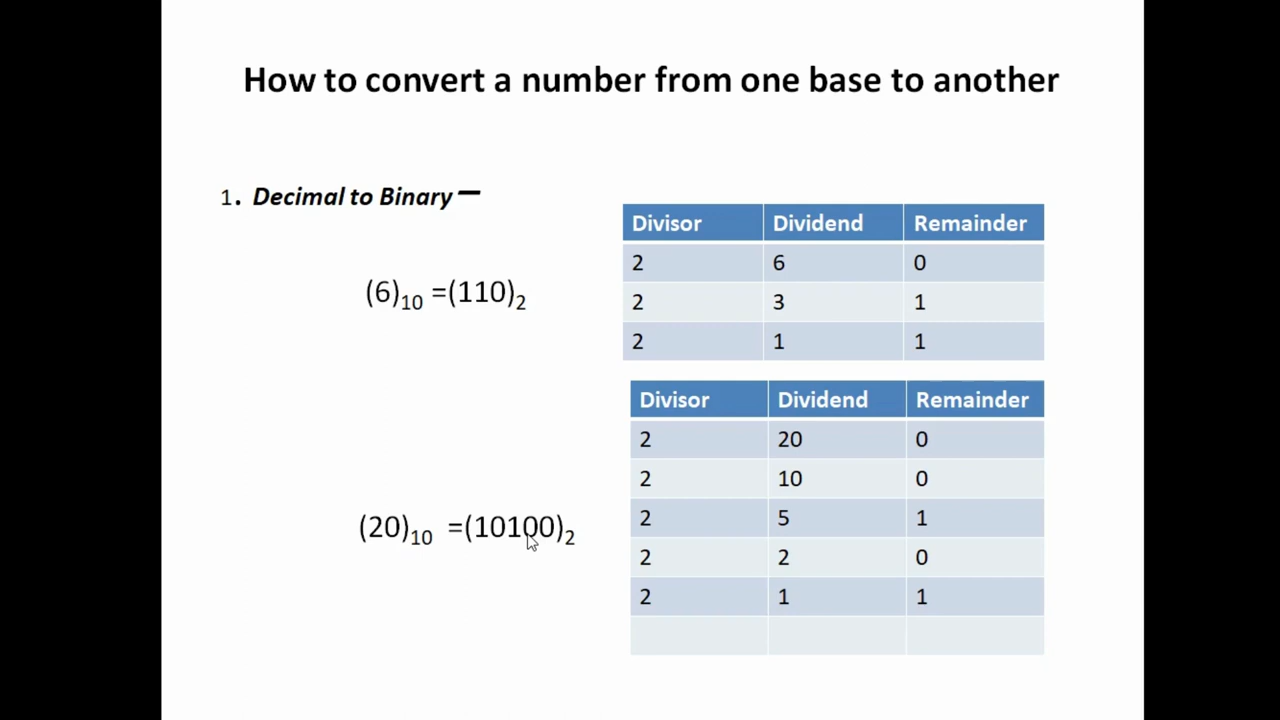 How to convert a number from one base to another
1. Decimal to Binary –
(6)10 =(110)2
Divisor Dividend Remainder
2 6 0
2 3 1
2 1 1
(20)10 =(10100)2
Divisor Dividend Remainder
2 20 0
2 10 0
2 5 1
2 2 0
2 1 1